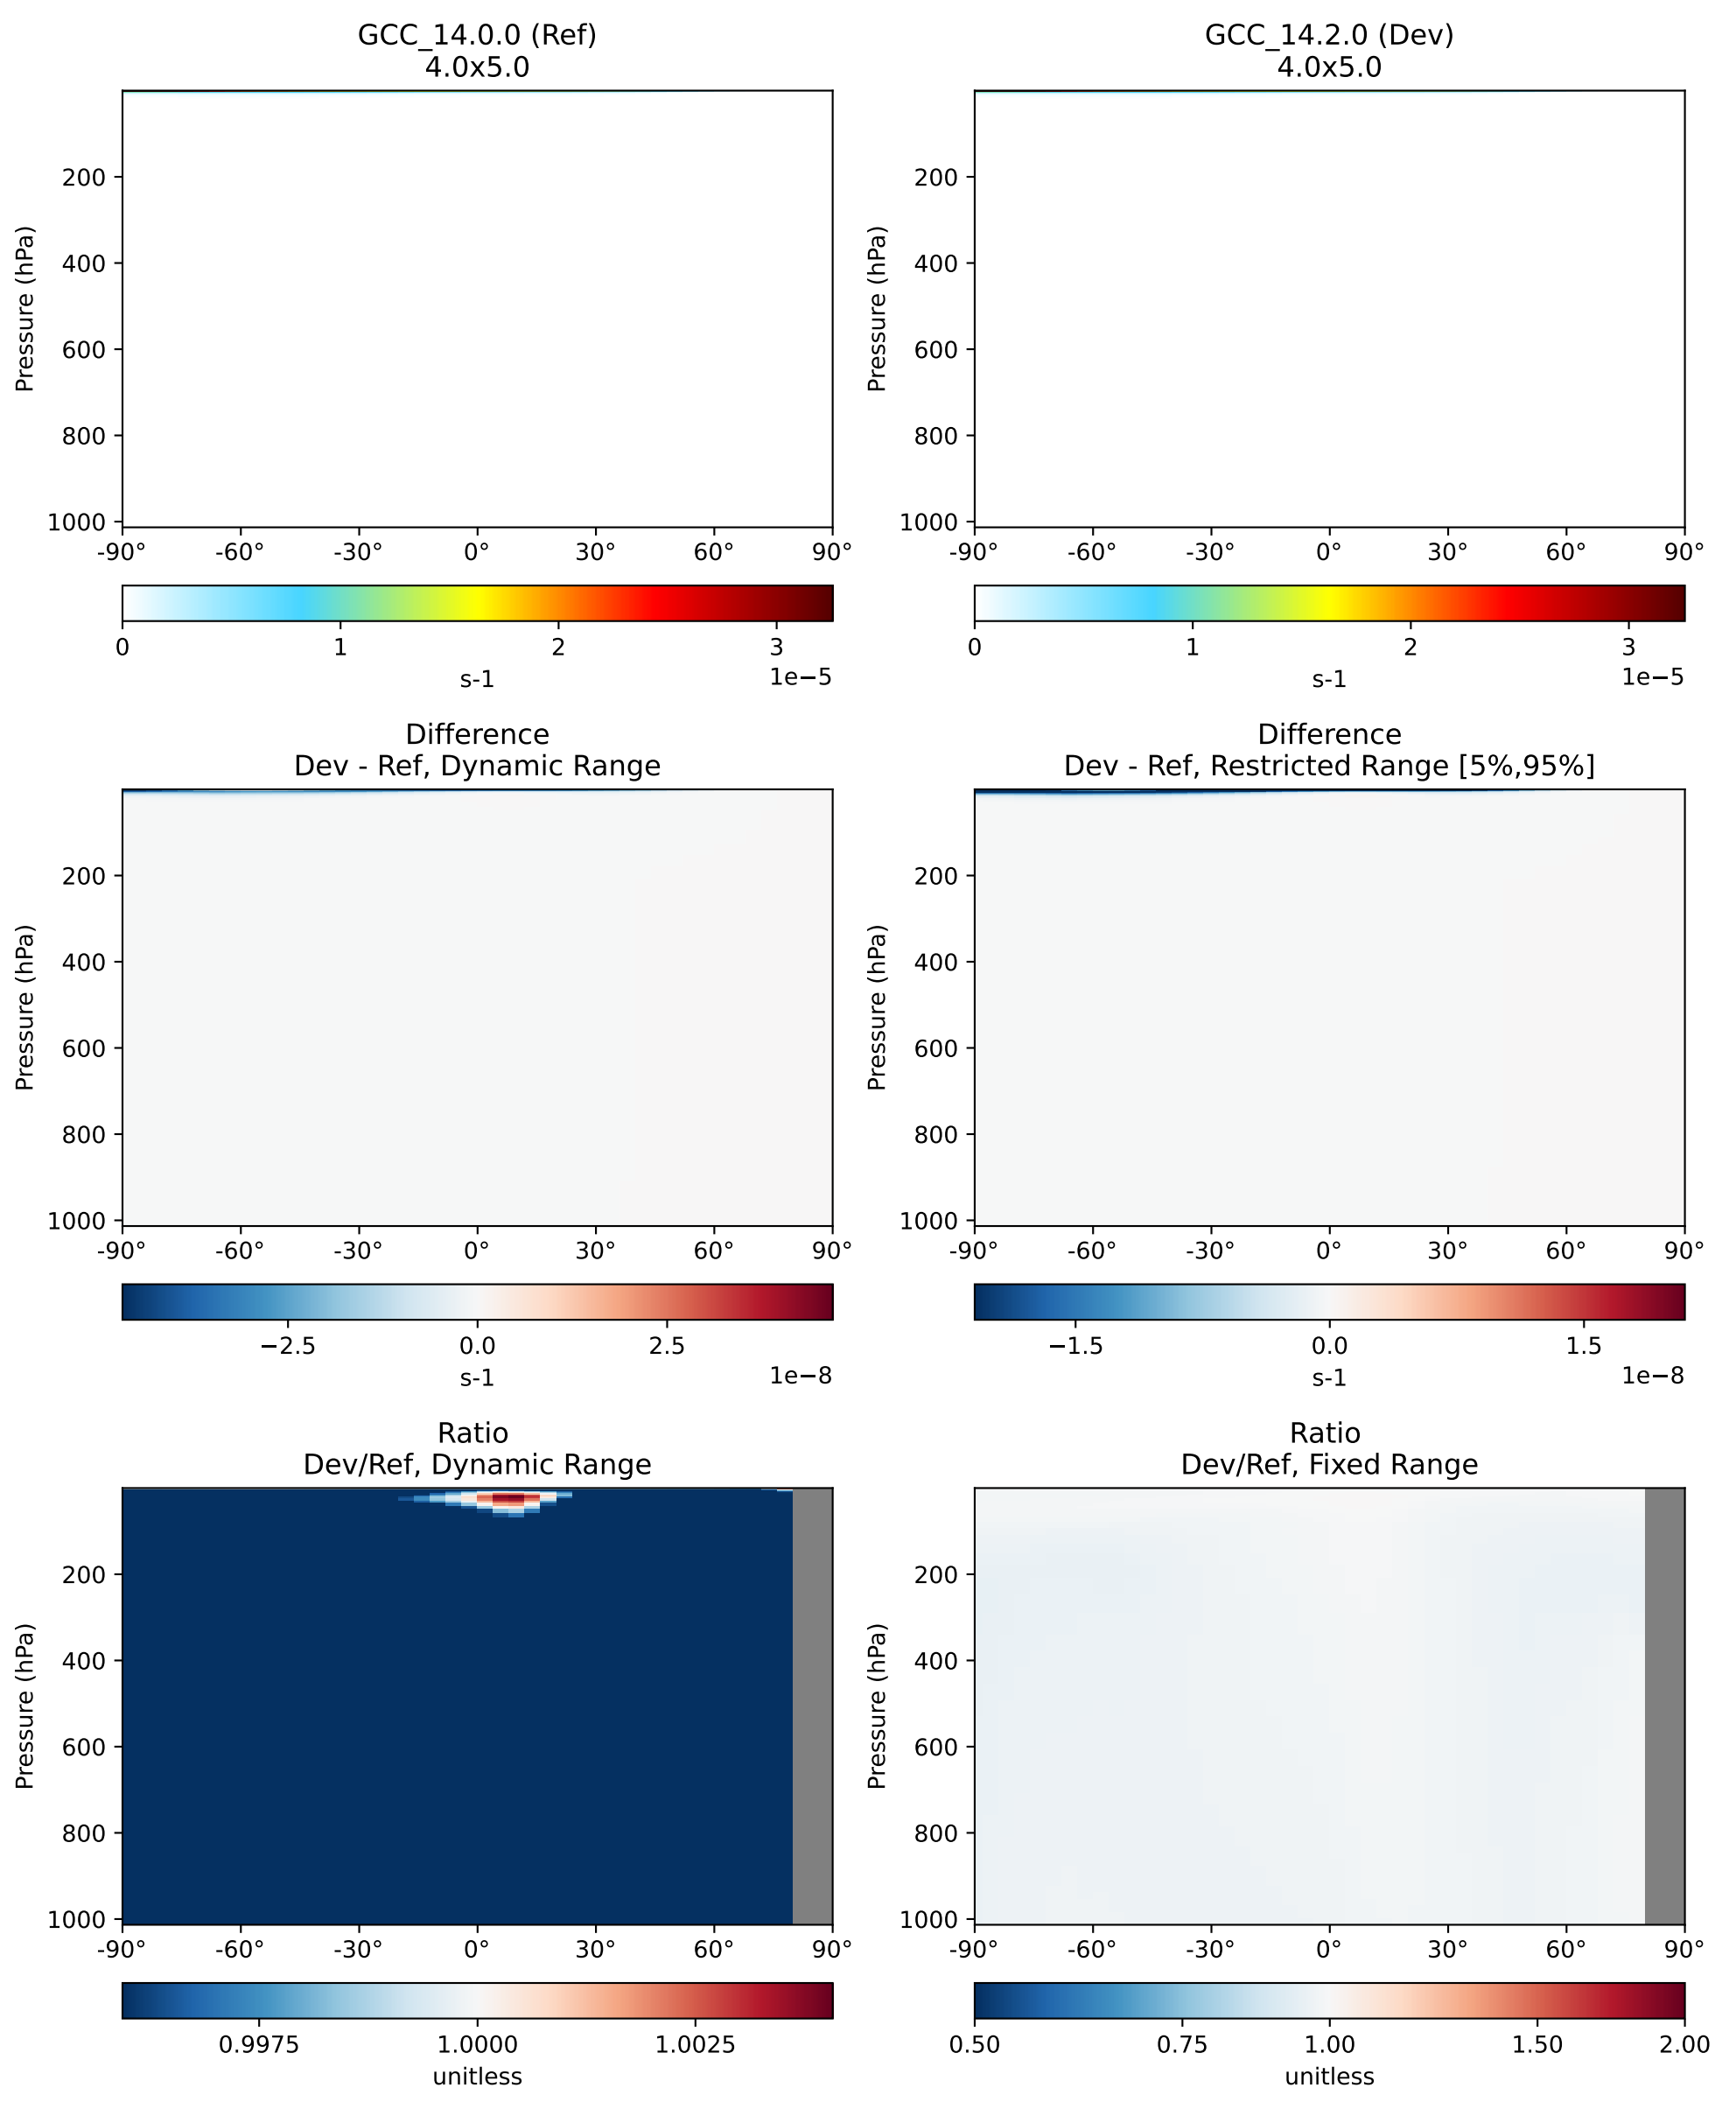 GCC_14.0.0 (Ref)
4.0x5.0
Pressure (hPa)
200
400
600
800
1000
-90° -60° -30° 0° 30° 60° 90°
0 1 2 3
1e−5
s-1
GCC_14.2.0 (Dev)
4.0x5.0
Pressure (hPa)
200
400
600
800
1000
-90° -60° -30° 0° 30° 60° 90°
0 1 2 3
1e−5
s-1
Difference
Dev - Ref, Dynamic Range
Pressure (hPa)
200
400
600
800
1000
-90° -60° -30° 0° 30° 60° 90°
−2.5 0.0 2.5
1e−8
s-1
Difference
Dev - Ref, Restricted Range [5%,95%]
Pressure (hPa)
200
400
600
800
1000
-90° -60° -30° 0° 30° 60° 90°
−1.5 0.0 1.5
1e−8
s-1
Ratio
Dev/Ref, Dynamic Range
Pressure (hPa)
200
400
600
800
1000
-90° -60° -30° 0° 30° 60° 90°
0.9975 1.0000 1.0025
unitless
Ratio
Dev/Ref, Fixed Range
Pressure (hPa)
200
400
600
800
1000
-90° -60° -30° 0° 30° 60° 90°
0.50 0.75 1.00 1.50 2.00
unitless